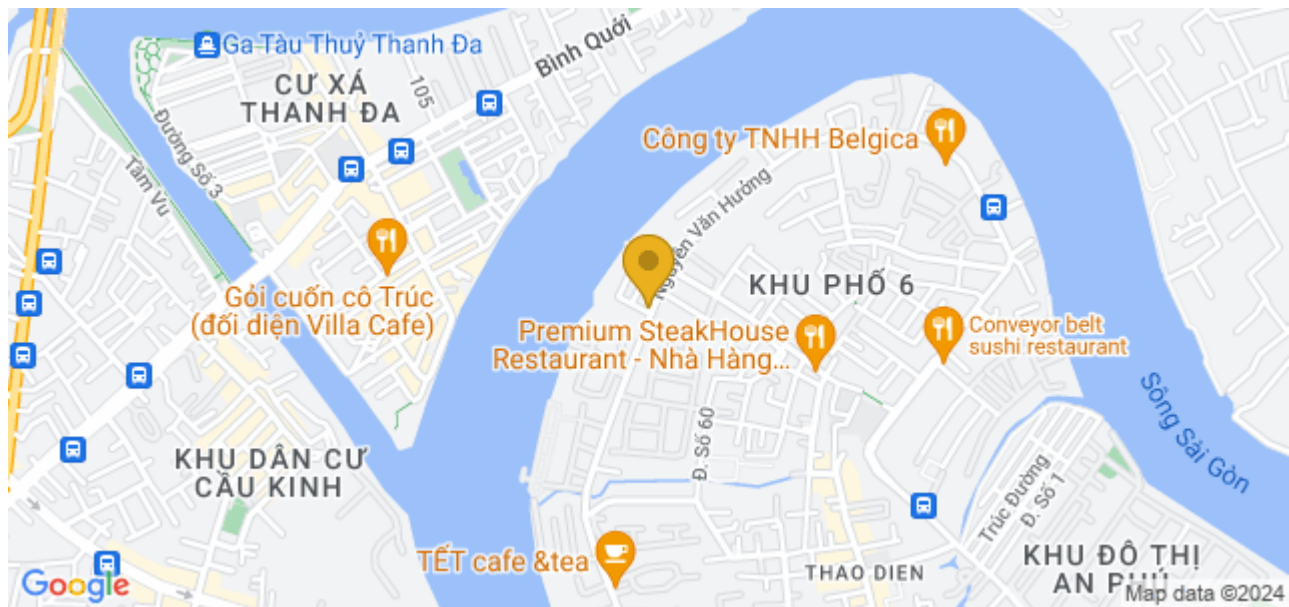 Ga Tàu Thuỷ Thanh Đa
CƯ XÁ
THANH ĐA
105
Bình Quới
Đường Số 3
Tầm Vu
Công ty TNHH Belgica
Nguyễn Văn Hưởng
KHU PHỐ 6
Gỏi cuốn cô Trúc
(đối diện Villa Cafe)
Premium SteakHouse
Restaurant - Nhà Hàng...
Conveyor belt
sushi restaurant
Sông Sài Gòn
Đ. Số 60
KHU DÂN CƯ
CẦU KINH
Trúc Đường
Đ. Số 1
TẾT cafe &tea
THAO DIEN
KHU ĐÔ THỊ
AN PHÚ
Google
Map data ©2024